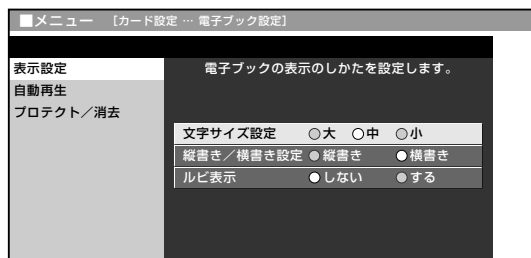 ■メニュー [カード設定 … 電子ブック設定]
表示設定
電子ブックの表示のしかたを設定します。
自動再生
プロテクト／消去
文字サイズ設定 ○大 ○中 ○小
縦書き／横書き設定 ●縦書き ●横書き
ルビ表示 ●しない ●する